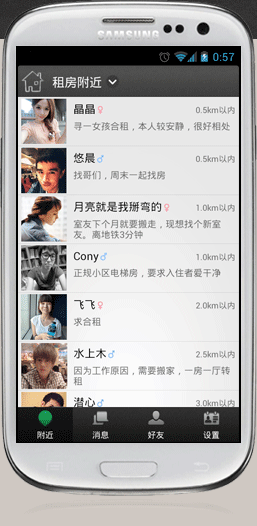 SAMSUNG
0:57
租房附近
晶晶♀ 0.5km以内
寻一女孩合租，本人较安静，很好相处
悠晨♂ 0.5km以内
找哥们，周末一起找房
月亮就是我掰弯的♀ 1.0km以内
室友下个月就要搬走，现想找个新室
友。离地铁3分钟
Cony♂ 1.0km以内
正规小区电梯房，要求入住者爱干净
飞飞♀ 2.0km以内
求合租
水上木♂ 2.5km以内
因为工作原因，需要搬家，一房一厅转
租
潜心♂ 3.0km以内
附近 消息 好友 设置